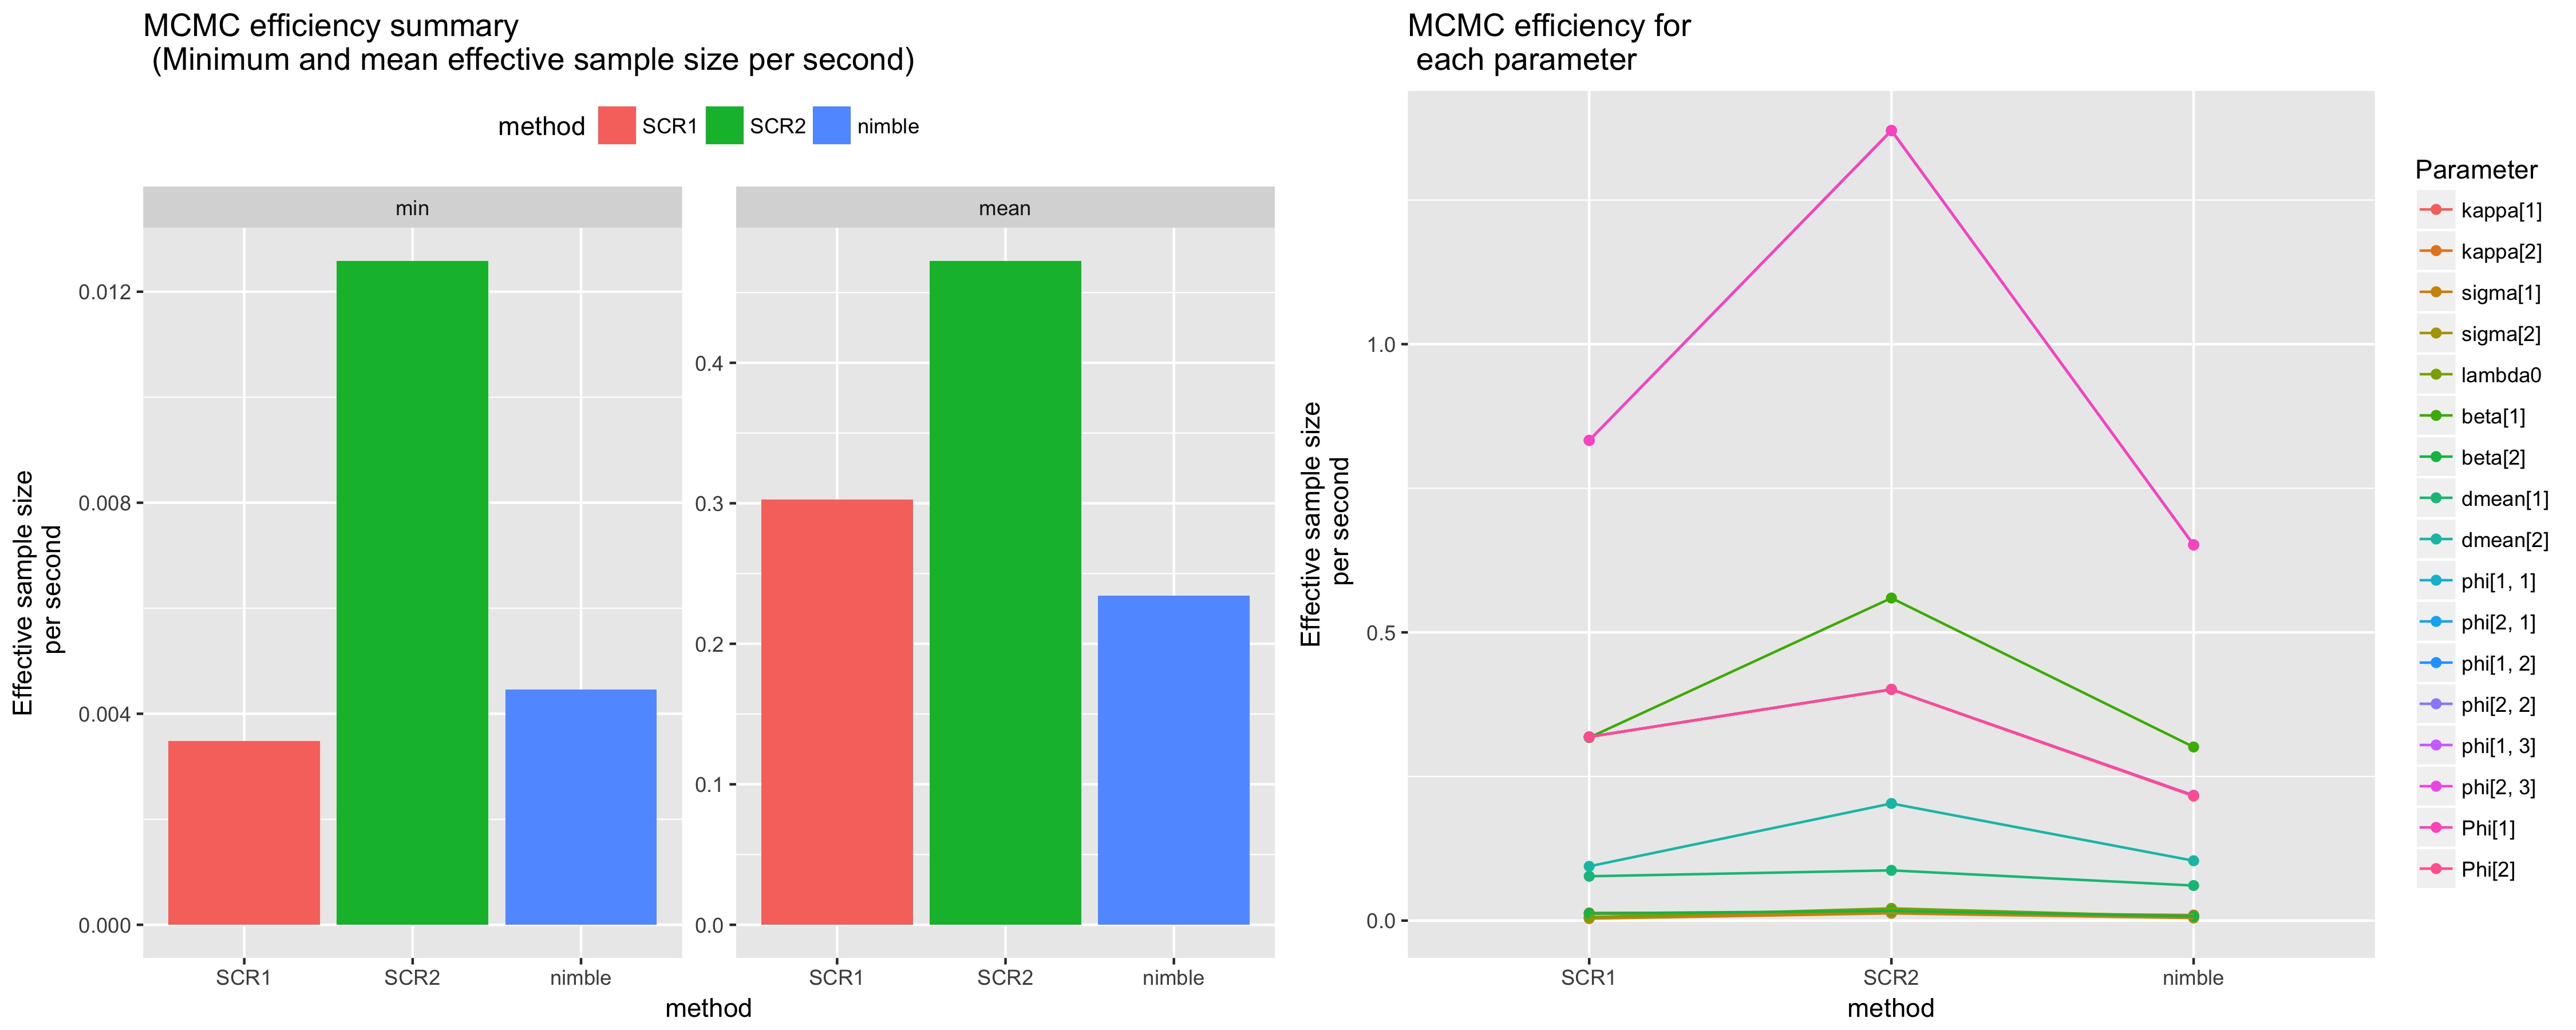 MCMC efficiency summary
(Minimum and mean effective sample size per second)
method SCR1 SCR2 nimble
min
mean
Effective sample size
per second
0.012
0.008
0.004
0.000
0.4
0.3
0.2
0.1
0.0
SCR1 SCR2 nimble
SCR1 SCR2 nimble
method
MCMC efficiency for
each parameter
Effective sample size
per second
1.0
0.5
0.0
SCR1 SCR2 nimble
method
Parameter
kappa[1]
kappa[2]
sigma[1]
sigma[2]
lambda0
beta[1]
beta[2]
dmean[1]
dmean[2]
phi[1, 1]
phi[2, 1]
phi[1, 2]
phi[2, 2]
phi[1, 3]
phi[2, 3]
Phi[1]
Phi[2]